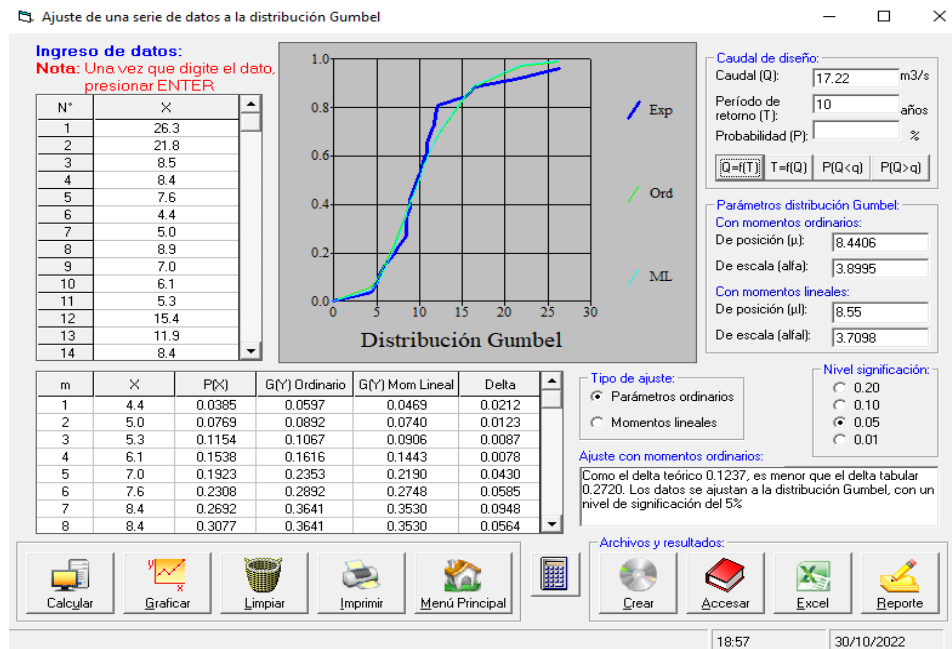 Ajuste de una serie de datos a la distribución Gumbel
Ingreso de datos:
Nota: Una vez que digite el dato,
presionar ENTER
N° X
1 26.3
2 21.8
3 8.5
4 8.4
5 7.6
6 4.4
7 5.0
8 8.9
9 7.0
10 6.1
11 5.3
12 15.4
13 11.9
14 8.4
1.0
0.8
0.6
0.4
0.2
0.0
0 5 10 15 20 25 30
Distribución Gumbel
Exp
Ord
ML
Caudal de diseño:
Caudal (Q): 17.22 m3/s
Período de
retorno (T): 10 años
Probabilidad (P): %
Q=f(T) T=f(Q) P(Q<q) P(Q>q)
Parámetros distribución Gumbel:
Con momentos ordinarios:
De posición (µ): 8.4406
De escala (alfa): 3.8995
Con momentos lineales:
De posición (µl): 8.55
De escala (alfal): 3.7098
m X P(X) G(Y) Ordinario G(Y) Mom Lineal Delta
1 4.4 0.0385 0.0597 0.0469 0.0212
2 5.0 0.0769 0.0892 0.0740 0.0123
3 5.3 0.1154 0.1067 0.0906 0.0087
4 6.1 0.1538 0.1616 0.1443 0.0078
5 7.0 0.1923 0.2353 0.2190 0.0430
6 7.6 0.2308 0.2892 0.2748 0.0585
7 8.4 0.2692 0.3641 0.3530 0.0948
8 8.4 0.3077 0.3641 0.3530 0.0564
Tipo de ajuste:
Parámetros ordinarios
Momentos lineales
Nivel significación:
0.20
0.10
0.05
0.01
Ajuste con momentos ordinarios:
Como el delta teórico 0.1237, es menor que el delta tabular
0.2720. Los datos se ajustan a la distribución Gumbel, con un
nivel de significación del 5%
Calcular Graficar Limpiar Imprimir Menú Principal
Archivos y resultados:
Crear Accesar Excel Reporte
18:57 30/10/2022